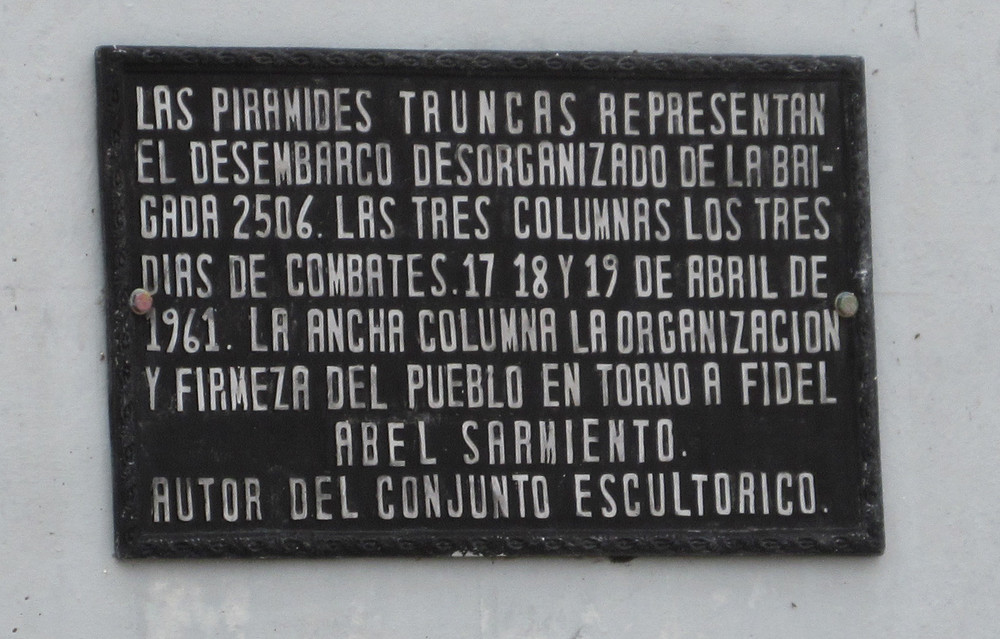 LAS PIRAMIDES TRUNCAS REPRESENTAN
EL DESEMBARCO DESORGANIZADO DE LA BRI-
GADA 2506. LAS TRES COLUMNAS LOS TRES
DIAS DE COMBATES. 17 18 Y 19 DE ABRIL DE
1961. LA ANCHA COLUMNA LA ORGANIZACION
Y FIRMEZA DEL PUEBLO EN TORNO A FIDEL
ABEL SARMIENTO.
AUTOR DEL CONJUNTO ESCULTORICO.